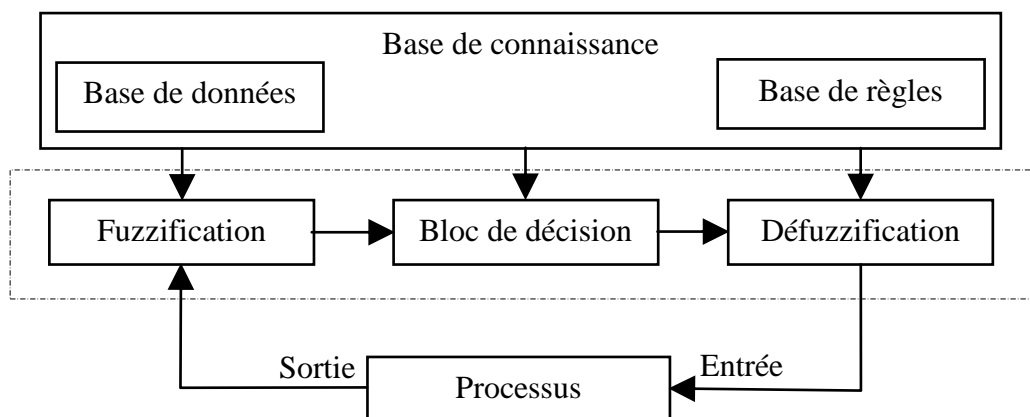 Base de connaissance
Base de données
Base de règles
Fuzzification
Bloc de décision
Défuzzification
Sortie
Processus
Entrée